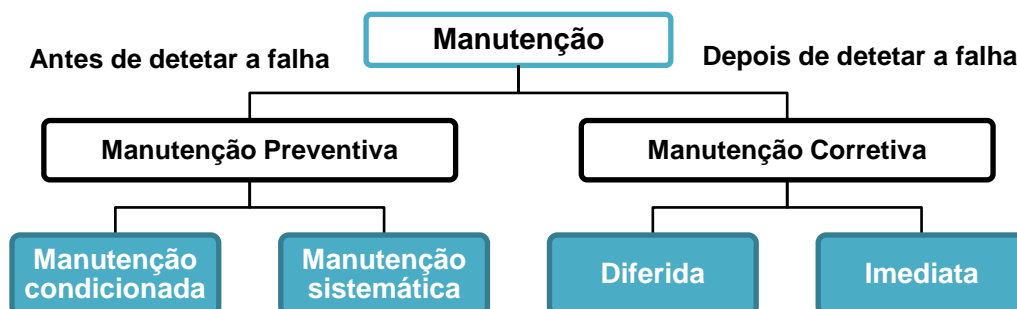 Manutenção
Antes de detetar a falha
Depois de detetar a falha
Manutenção Preventiva
Manutenção Corretiva
Manutenção
condicionada
Manutenção
sistemática
Diferida
Imediata